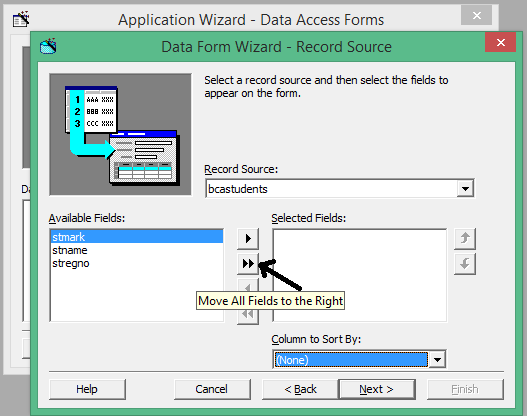 Application Wizard - Data Access Forms
Data Form Wizard - Record Source
Select a record source and then select the fields to
appear on the form.
1 AAA XXX
2 BBB XXX
3 CCC XXX
Record Source:
bcastudents
Available Fields:
Selected Fields:
stmark
stname
stregno
Move All Fields to the Right
Column to Sort By:
(None)
Help
Cancel
< Back
Next >
Finish
Da